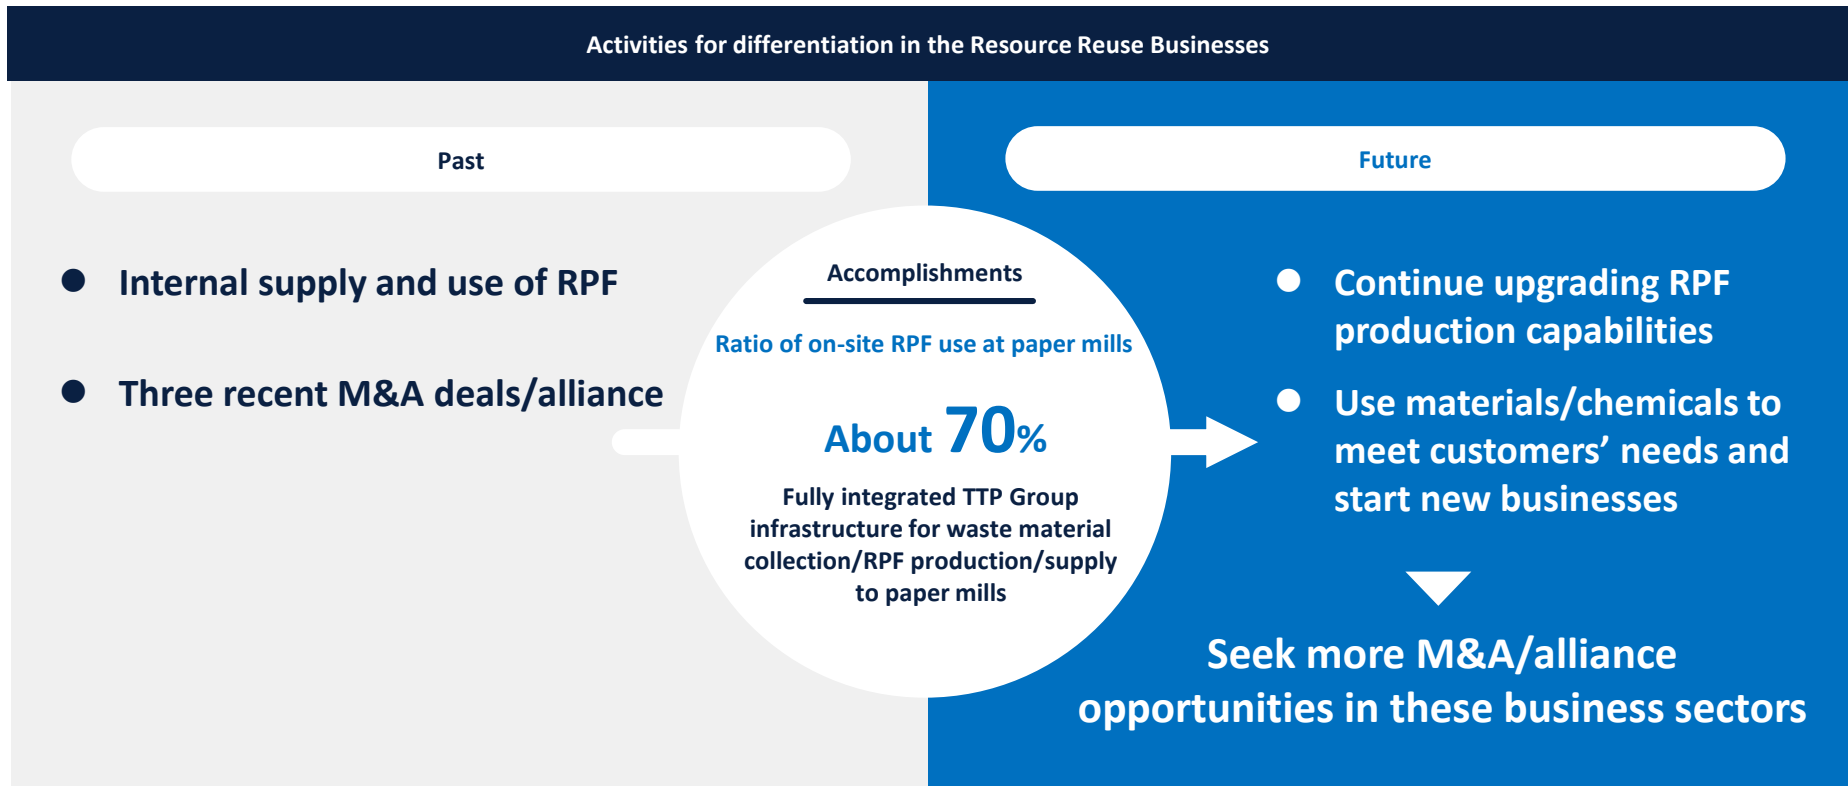 Activities for differentiation in the Resource Reuse Businesses
Past
● Internal supply and use of RPF
● Three recent M&A deals/alliance
Accomplishments
Ratio of on-site RPF use at paper mills
About 70%
Fully integrated TTP Group
infrastructure for waste material
collection/RPF production/supply
to paper mills
Future
● Continue upgrading RPF
production capabilities
● Use materials/chemicals to
meet customers’ needs and
start new businesses
Seek more M&A/alliance
opportunities in these business sectors